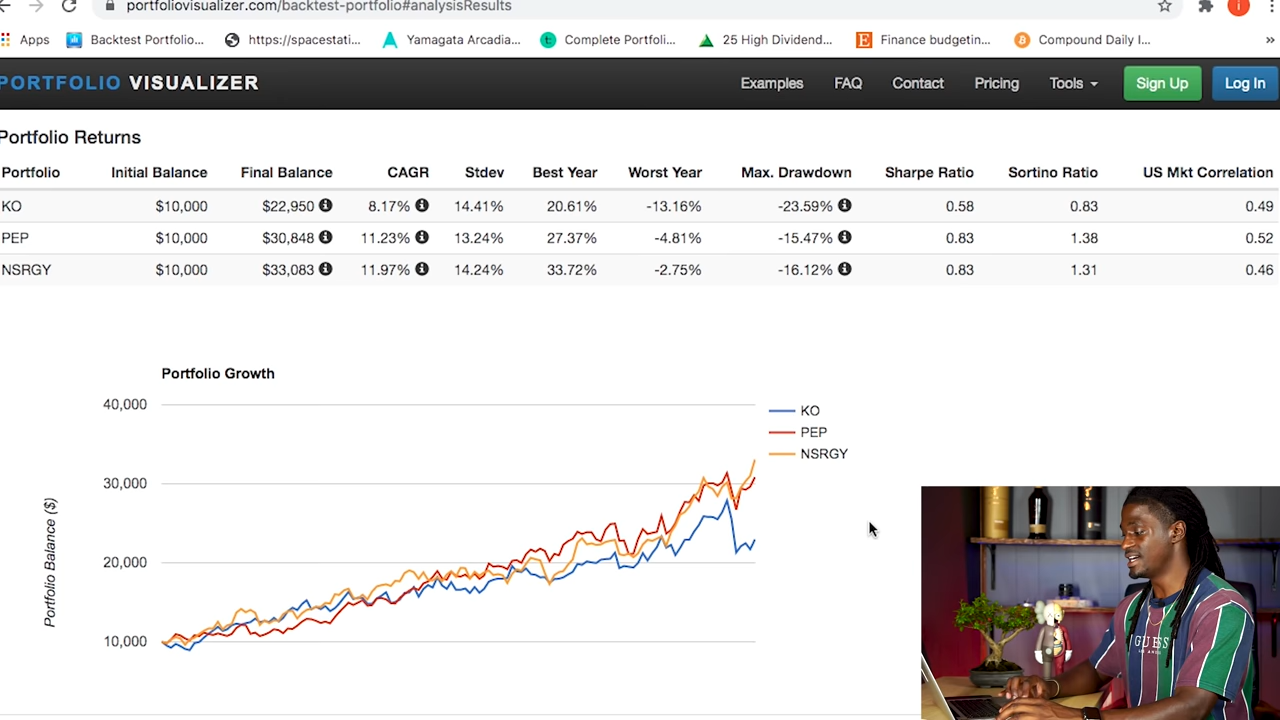 portfoliovisualizer.com/backtest-portfolio#analysisResults
i
Apps Backtest Portfolio... https://spacestati... Yamagata Arcadia... Complete Portfoli... 25 High Dividend... E Finance budgetin... Compound Daily I... »
PORTFOLIO VISUALIZER Examples FAQ Contact Pricing Tools Sign Up Log In
Portfolio Returns
Portfolio Initial Balance Final Balance CAGR Stdev Best Year Worst Year Max. Drawdown Sharpe Ratio Sortino Ratio US Mkt Correlation
KO $10,000 $22,950 8.17% 14.41% 20.61% -13.16% -23.59% 0.58 0.83 0.49
PEP $10,000 $30,848 11.23% 13.24% 27.37% -4.81% -15.47% 0.83 1.38 0.52
NSRGY $10,000 $33,083 11.97% 14.24% 33.72% -2.75% -16.12% 0.83 1.31 0.46
Portfolio Growth
40,000
30,000
20,000
10,000
Portfolio Balance ($)
KO
PEP
NSRGY
GUESS